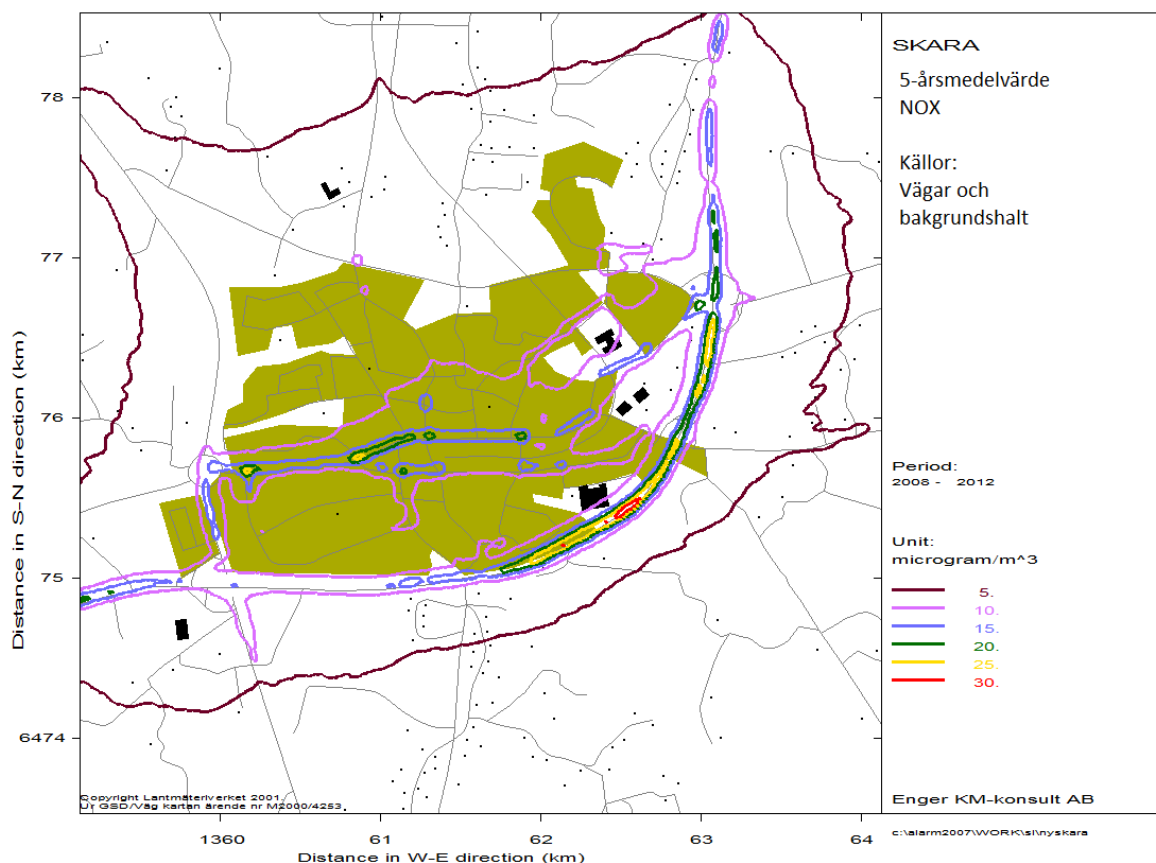 SKARA
5-årsmedelvärde
NOX
Källor:
Vägar och
bakgrundshalt
Period:
2008 - 2012
Unit:
microgram/m^3
5.
10.
15.
20.
25.
30.
Enger KM-konsult AB
c:\alarm2007\WORK\sl\nyskara
Distance in S-N direction (km)
78
77
76
75
6474
Copyright Lantmäteriverket 2001.
Ur GSD/Väg kartan ärende nr M2000/4253
1360
61
62
63
64
Distance in W-E direction (km)